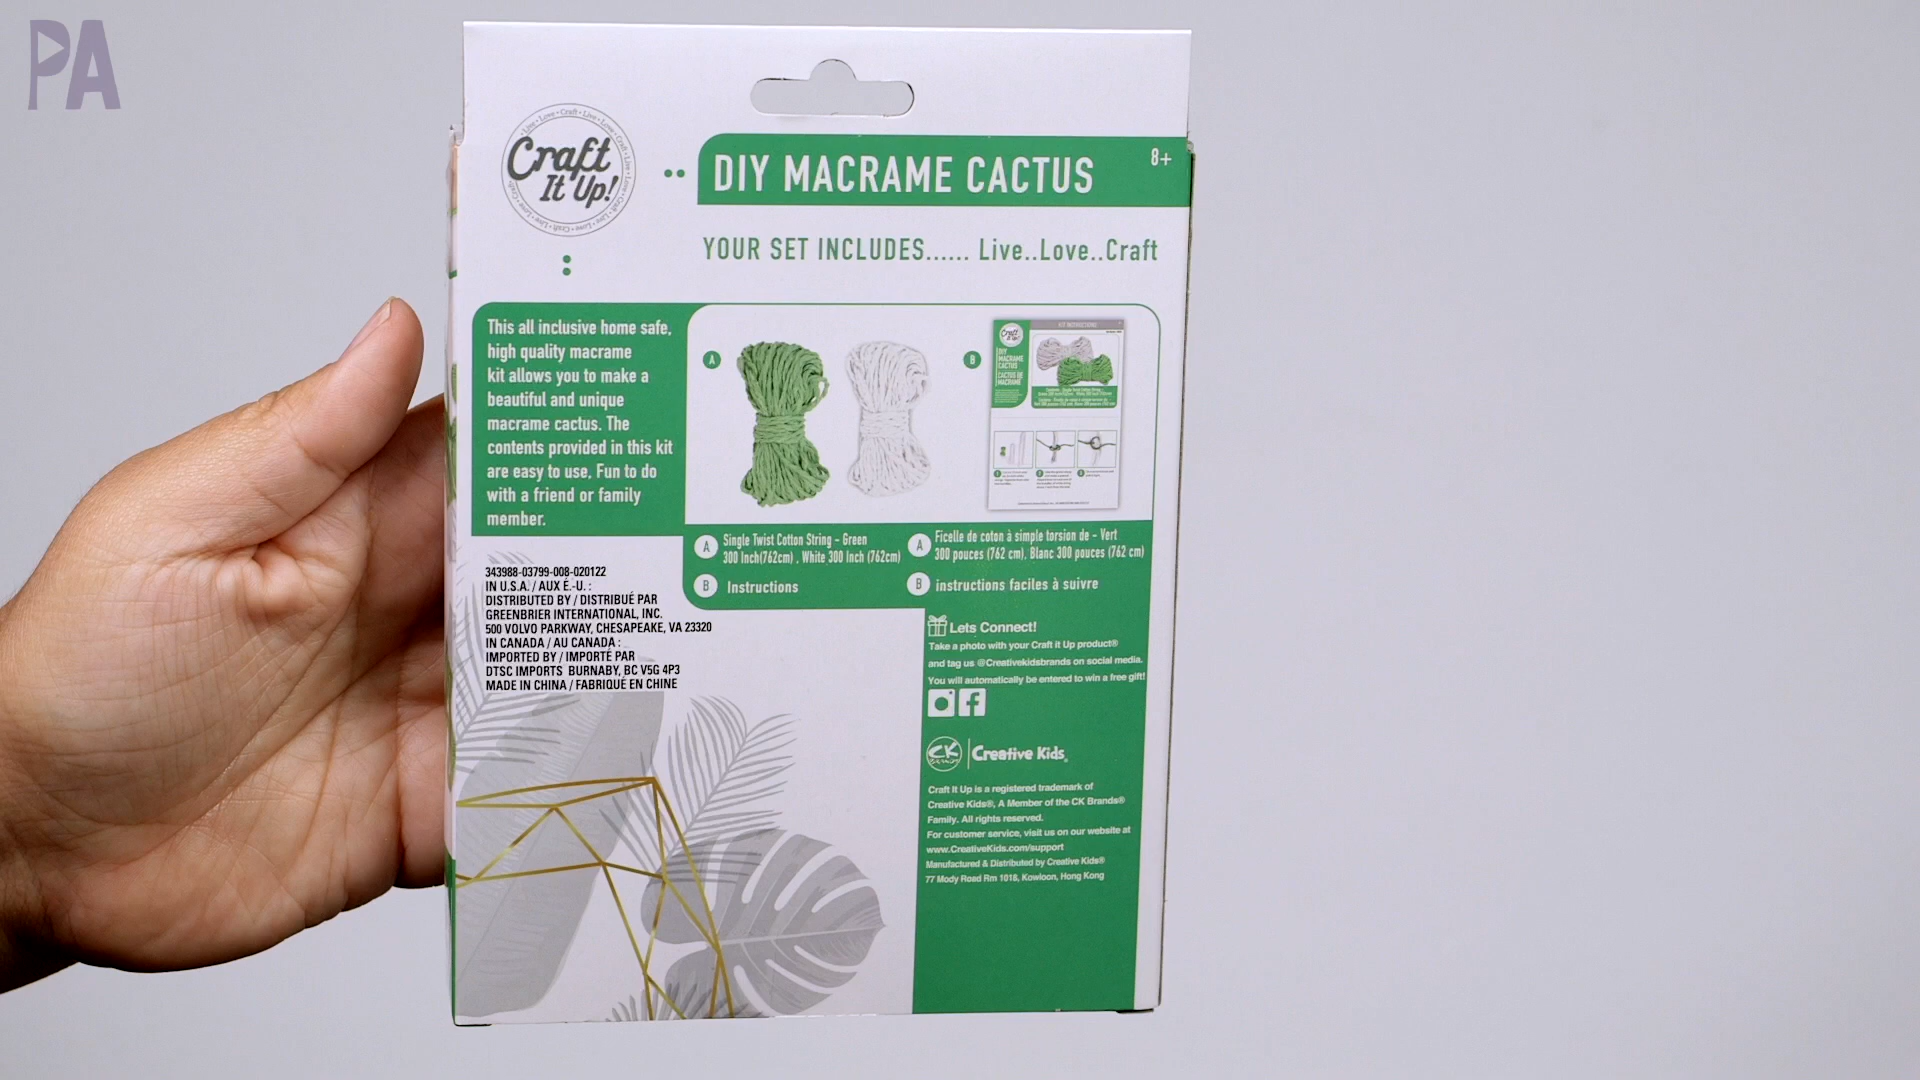 PA
Craft
It Up!
DIY MACRAME CACTUS
8+
YOUR SET INCLUDES...... Live..Love..Craft
This all inclusive home safe,
high quality macrame
kit allows you to make a
beautiful and unique
macrame cactus. The
contents provided in this kit
are easy to use, Fun to do
with a friend or family
member.
A
B
KIT INSTRUCTIONS
Craft
It Up!
DIY
MACRAME
CACTUS
CACTUS DE
MACRAMÉ
A Single Twist Cotton String - Green
300 Inch(762cm) , White 300 Inch (762cm)
B Instructions
A Ficelle de coton à simple torsion de - Vert
300 pouces (762 cm), Blanc 300 pouces (762 cm)
B instructions faciles à suivre
343988-03799-008-020122
IN U.S.A. / AUX É.-U. :
DISTRIBUTED BY / DISTRIBUÉ PAR
GREENBRIER INTERNATIONAL, INC.
500 VOLVO PARKWAY, CHESAPEAKE, VA 23320
IN CANADA / AU CANADA :
IMPORTED BY / IMPORTÉ PAR
DTSC IMPORTS BURNABY, BC V5G 4P3
MADE IN CHINA / FABRIQUÉ EN CHINE
Lets Connect!
Take a photo with your Craft it Up product®
and tag us @Creativekidsbrands on social media.
You will automatically be entered to win a free gift!
CK
Creative Kids®
Craft It Up is a registered trademark of
Creative Kids®, A Member of the CK Brands®
Family. All rights reserved.
For customer service, visit us on our website at
www.CreativeKids.com/support
Manufactured & Distributed by Creative Kids®
77 Mody Road Rm 1018, Kowloon, Hong Kong